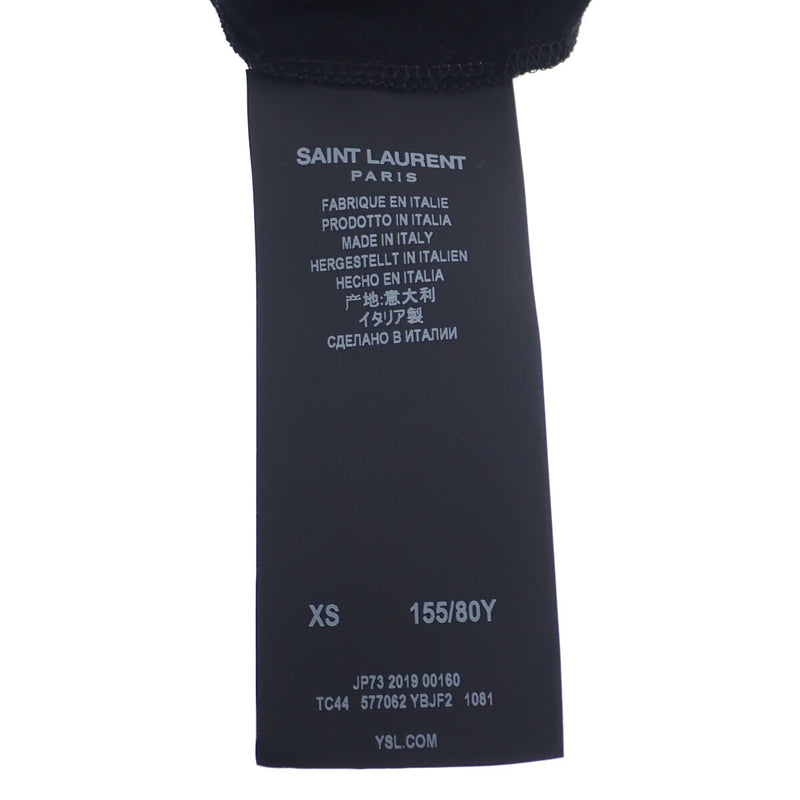 SAINT LAURENT
PARIS
FABRIQUE EN ITALIE
PRODOTTO IN ITALIA
MADE IN ITALY
HERGESTELLT IN ITALIEN
HECHO EN ITALIA
产地:意大利
イタリア製
СДЕЛАНО В ИТАЛИИ
XS 155/80Y
JP73 2019 00160
TC44 577062 YBJF2 1081
YSL.COM